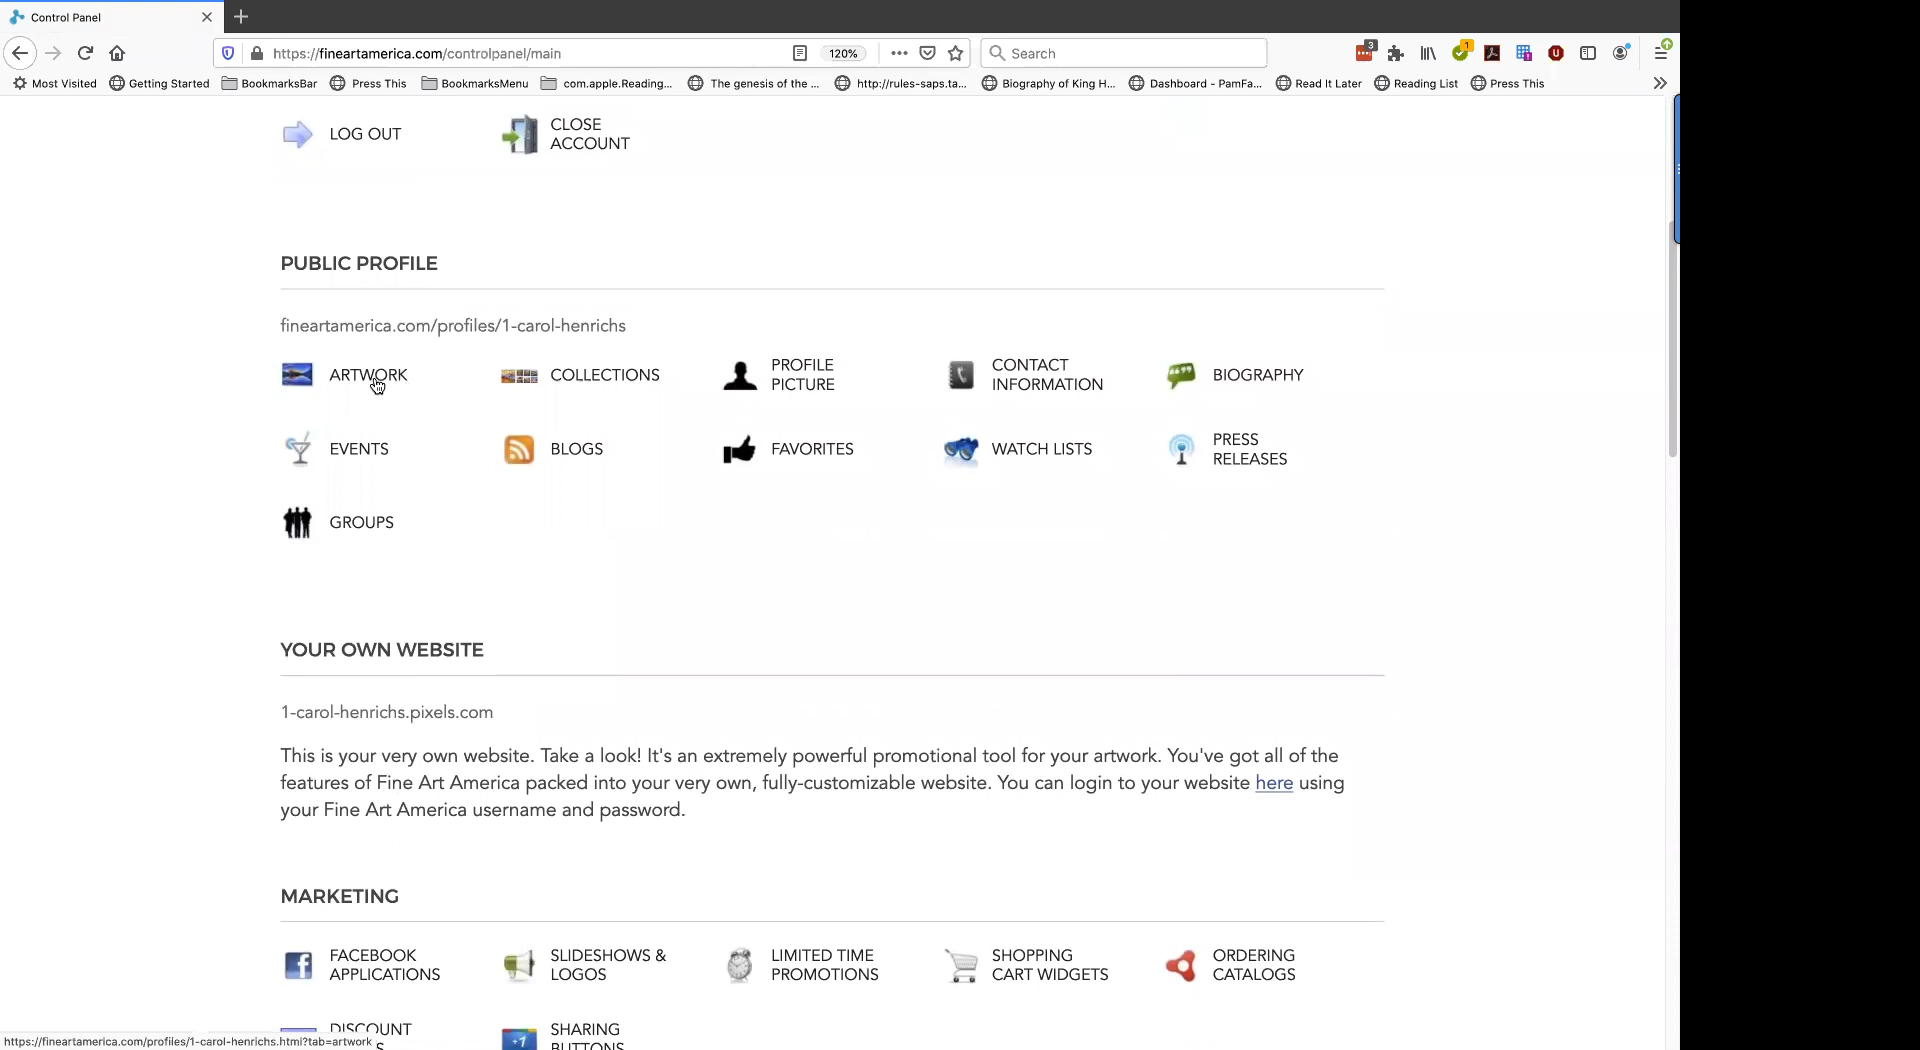 Control Panel
https://fineartamerica.com/controlpanel/main
120%
Search
3
1
Most Visited
Getting Started
BookmarksBar
Press This
BookmarksMenu
com.apple.Reading...
The genesis of the ...
http://rules-saps.ta...
Biography of King H...
Dashboard - PamFa...
Read It Later
Reading List
Press This
LOG OUT
CLOSE
ACCOUNT
PUBLIC PROFILE
fineartamerica.com/profiles/1-carol-henrichs
ARTWORK
COLLECTIONS
PROFILE
PICTURE
CONTACT
INFORMATION
BIOGRAPHY
EVENTS
BLOGS
FAVORITES
WATCH LISTS
PRESS
RELEASES
GROUPS
YOUR OWN WEBSITE
1-carol-henrichs.pixels.com
This is your very own website. Take a look! It's an extremely powerful promotional tool for your artwork. You've got all of the
features of Fine Art America packed into your very own, fully-customizable website. You can login to your website here using
your Fine Art America username and password.
MARKETING
FACEBOOK
APPLICATIONS
SLIDESHOWS &
LOGOS
LIMITED TIME
PROMOTIONS
SHOPPING
CART WIDGETS
ORDERING
CATALOGS
DISCOUNT
SHARING
BUTTONS
+1
https://fineartamerica.com/profiles/1-carol-henrichs.html?tab=artwork